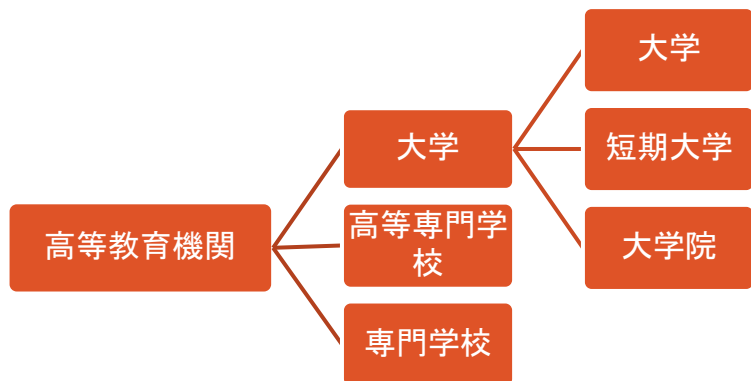 高等教育機関
大学
高等専門学
校
専門学校
大学
短期大学
大学院